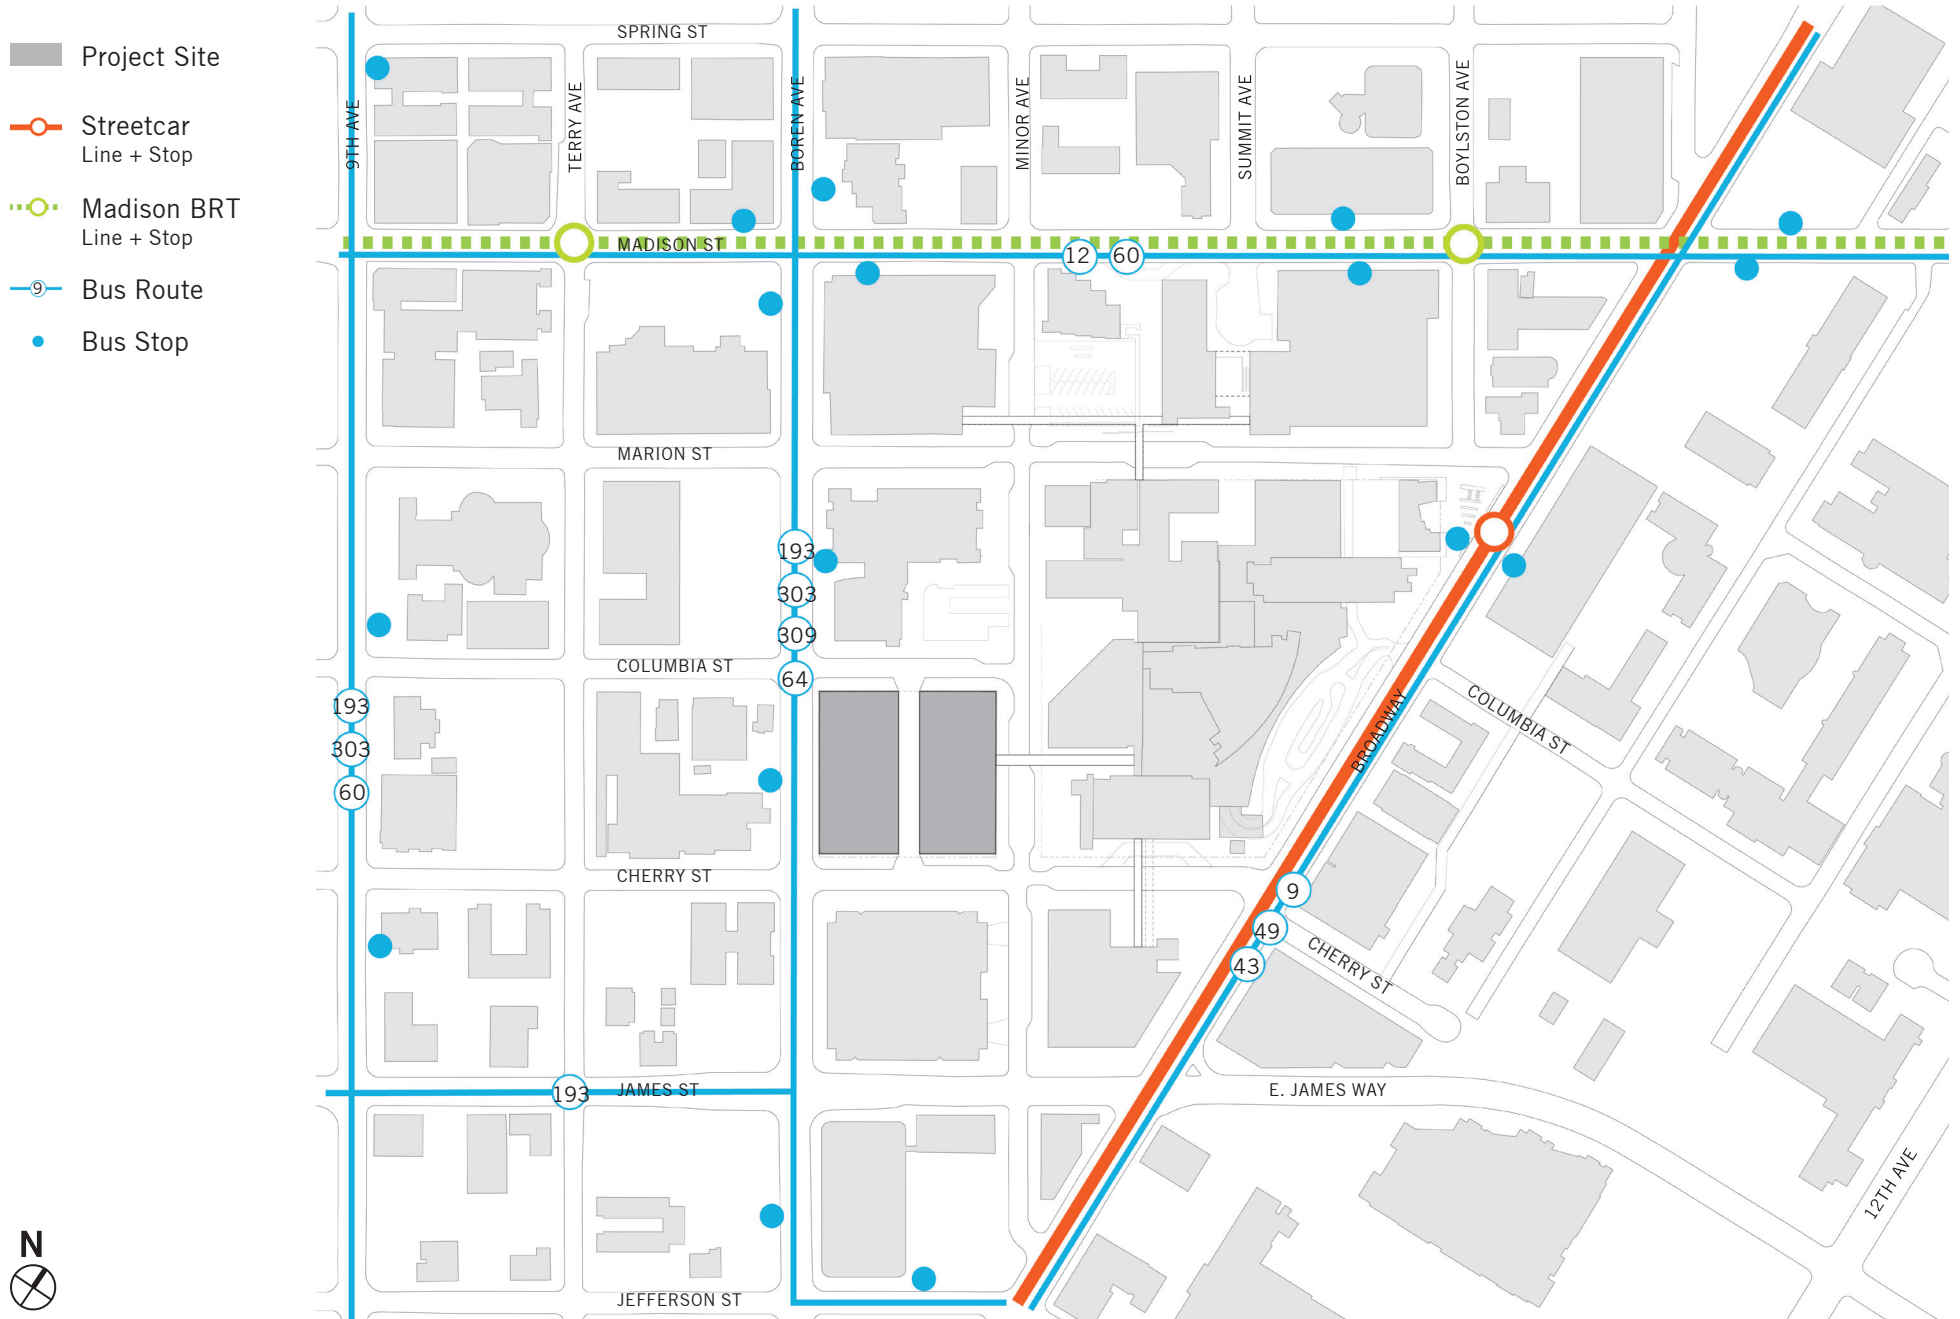 Project Site
Streetcar
Line + Stop
Madison BRT
Line + Stop
9
Bus Route
Bus Stop
N
SPRING ST
9TH AVE
TERRY AVE
BOREN AVE
MINOR AVE
SUMMIT AVE
BOYLSTON AVE
MADISON ST
12
60
MARION ST
193
303
309
64
COLUMBIA ST
193
303
60
BROADWAY
COLUMBIA ST
CHERRY ST
9
49
43
CHERRY ST
193
JAMES ST
E. JAMES WAY
12TH AVE
JEFFERSON ST